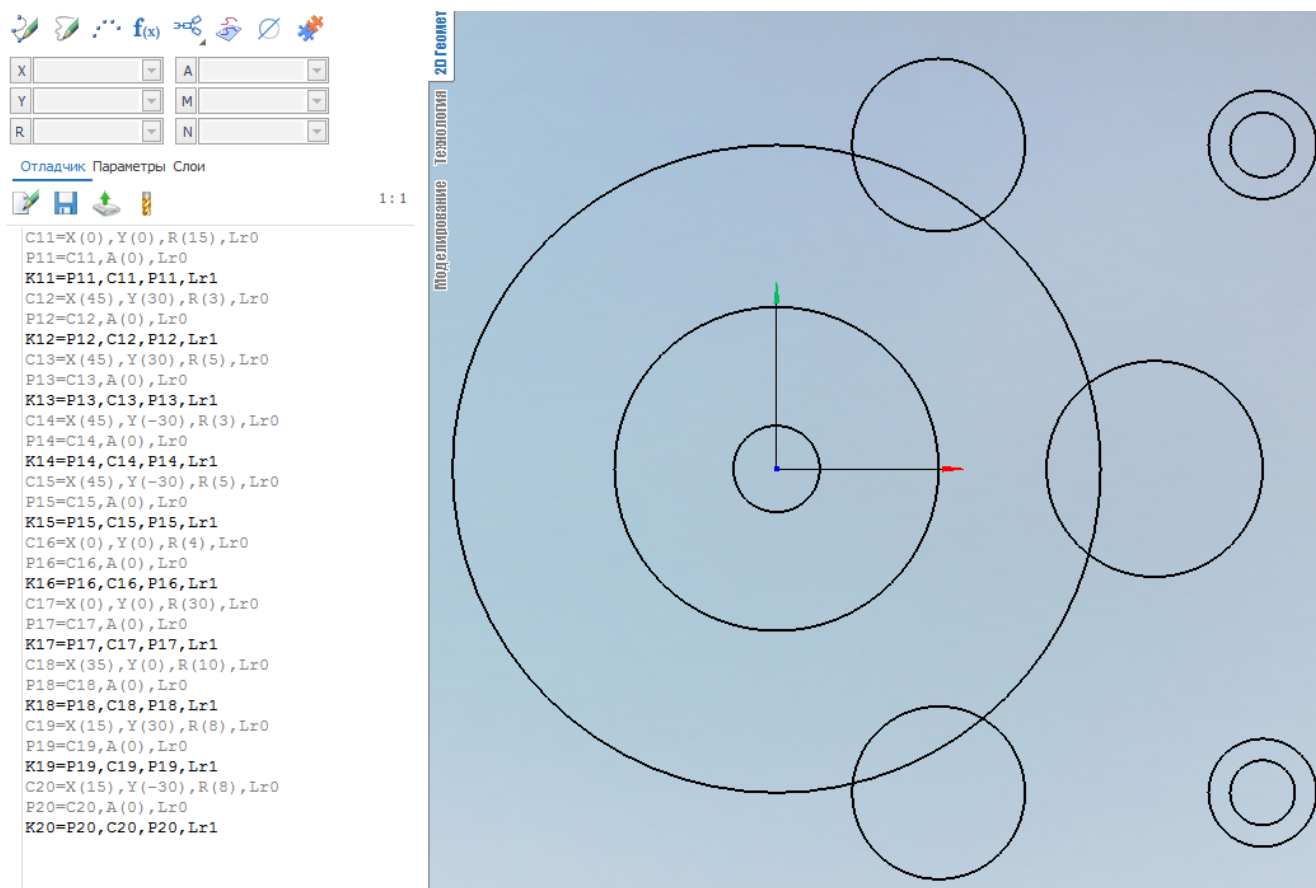 f(x)
X
A
Y
M
R
N
Отладчик Параметры Слои
1:1
C11=X(0),Y(0),R(15),Lr0
P11=C11,A(0),Lr0
K11=P11,C11,P11,Lr1
C12=X(45),Y(30),R(3),Lr0
P12=C12,A(0),Lr0
K12=P12,C12,P12,Lr1
C13=X(45),Y(30),R(5),Lr0
P13=C13,A(0),Lr0
K13=P13,C13,P13,Lr1
C14=X(45),Y(-30),R(3),Lr0
P14=C14,A(0),Lr0
K14=P14,C14,P14,Lr1
C15=X(45),Y(-30),R(5),Lr0
P15=C15,A(0),Lr0
K15=P15,C15,P15,Lr1
C16=X(0),Y(0),R(4),Lr0
P16=C16,A(0),Lr0
K16=P16,C16,P16,Lr1
C17=X(0),Y(0),R(30),Lr0
P17=C17,A(0),Lr0
K17=P17,C17,P17,Lr1
C18=X(35),Y(0),R(10),Lr0
P18=C18,A(0),Lr0
K18=P18,C18,P18,Lr1
C19=X(15),Y(30),R(8),Lr0
P19=C19,A(0),Lr0
K19=P19,C19,P19,Lr1
C20=X(15),Y(-30),R(8),Lr0
P20=C20,A(0),Lr0
K20=P20,C20,P20,Lr1
2D Геомет
Технология
Моделирование